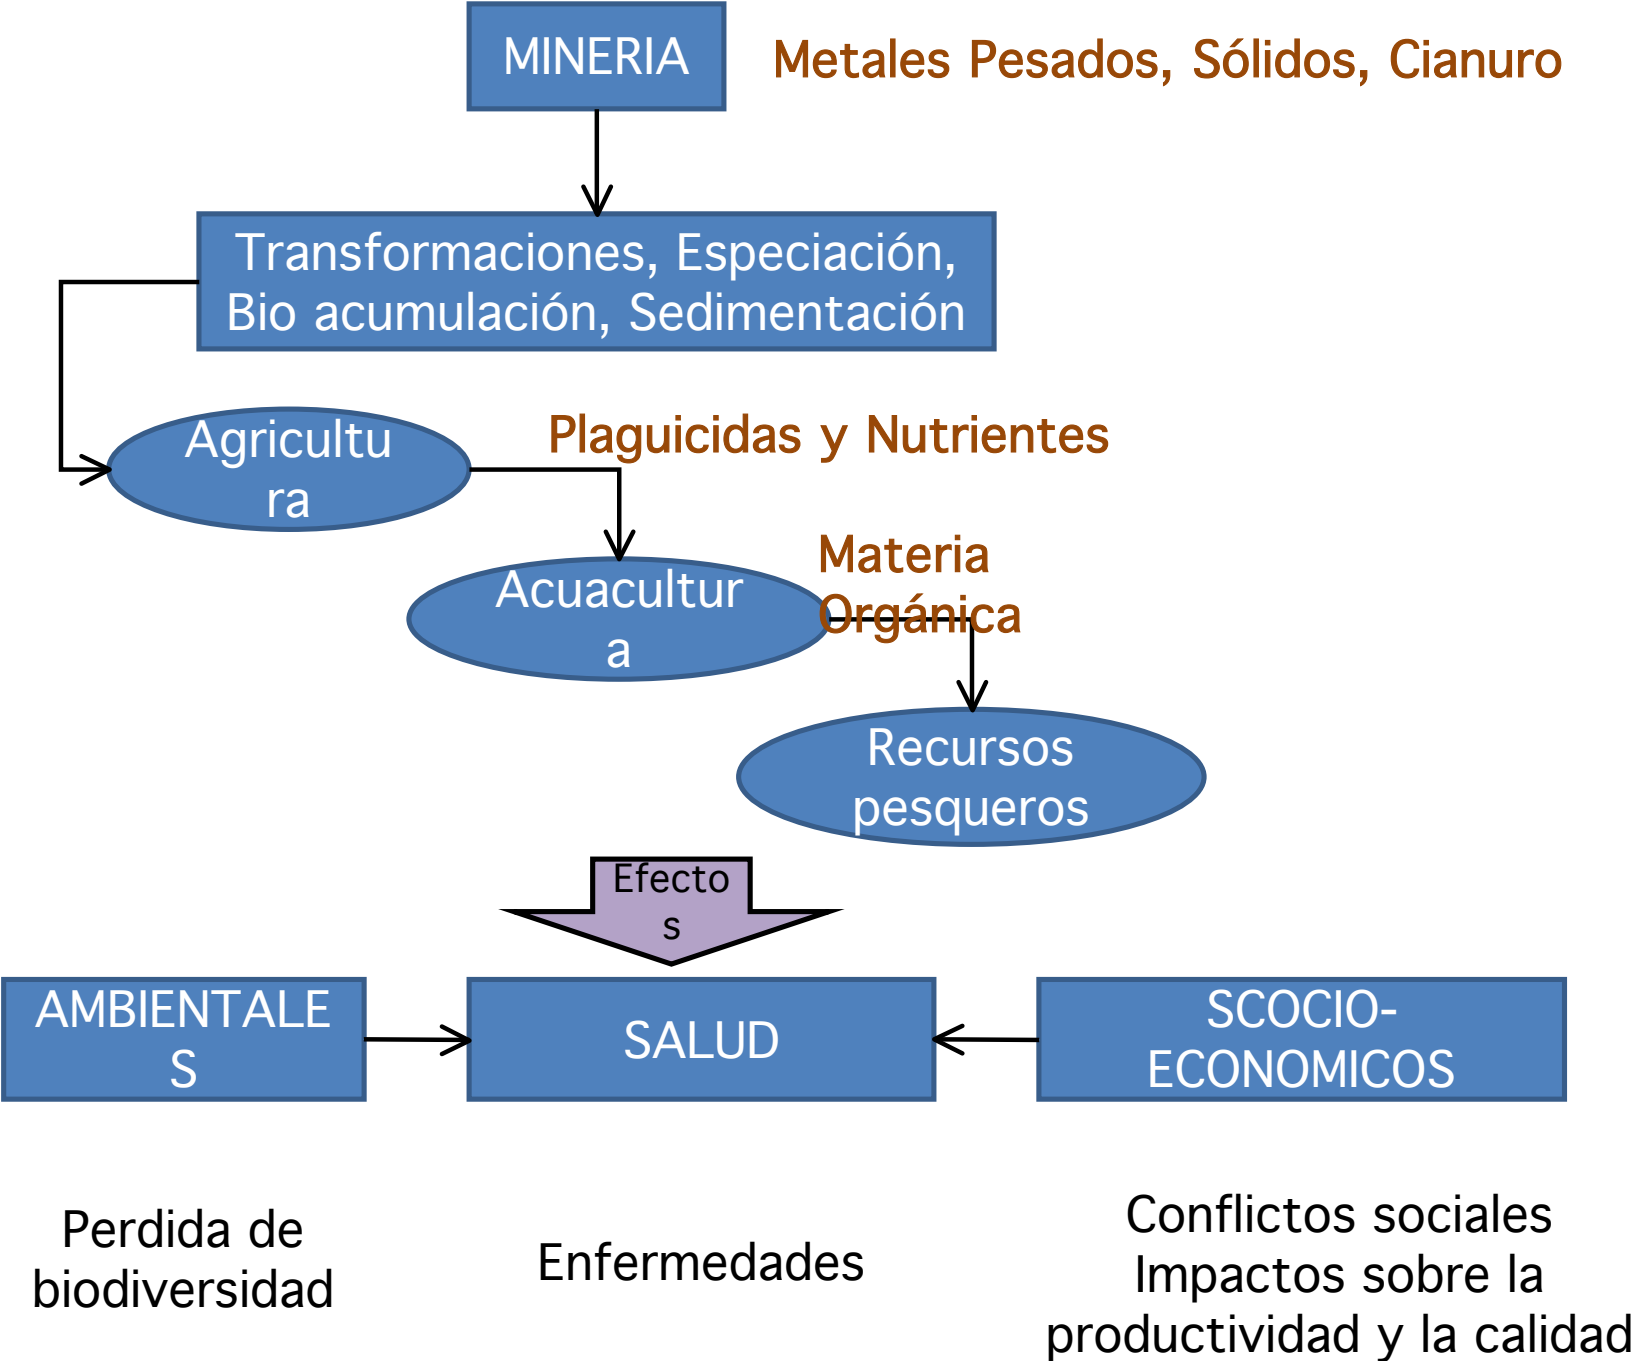 MINERIA
Metales Pesados, Sólidos, Cianuro
Transformaciones, Especiación,
Bio acumulación, Sedimentación
Agricultu
ra
Plaguicidas y Nutrientes
Materia
Orgánica
Acuacultur
a
Recursos
pesqueros
Efecto
s
AMBIENTALE
S
SALUD
SCOCIO-
ECONOMICOS
Perdida de
biodiversidad
Enfermedades
Conflictos sociales
Impactos sobre la
productividad y la calidad